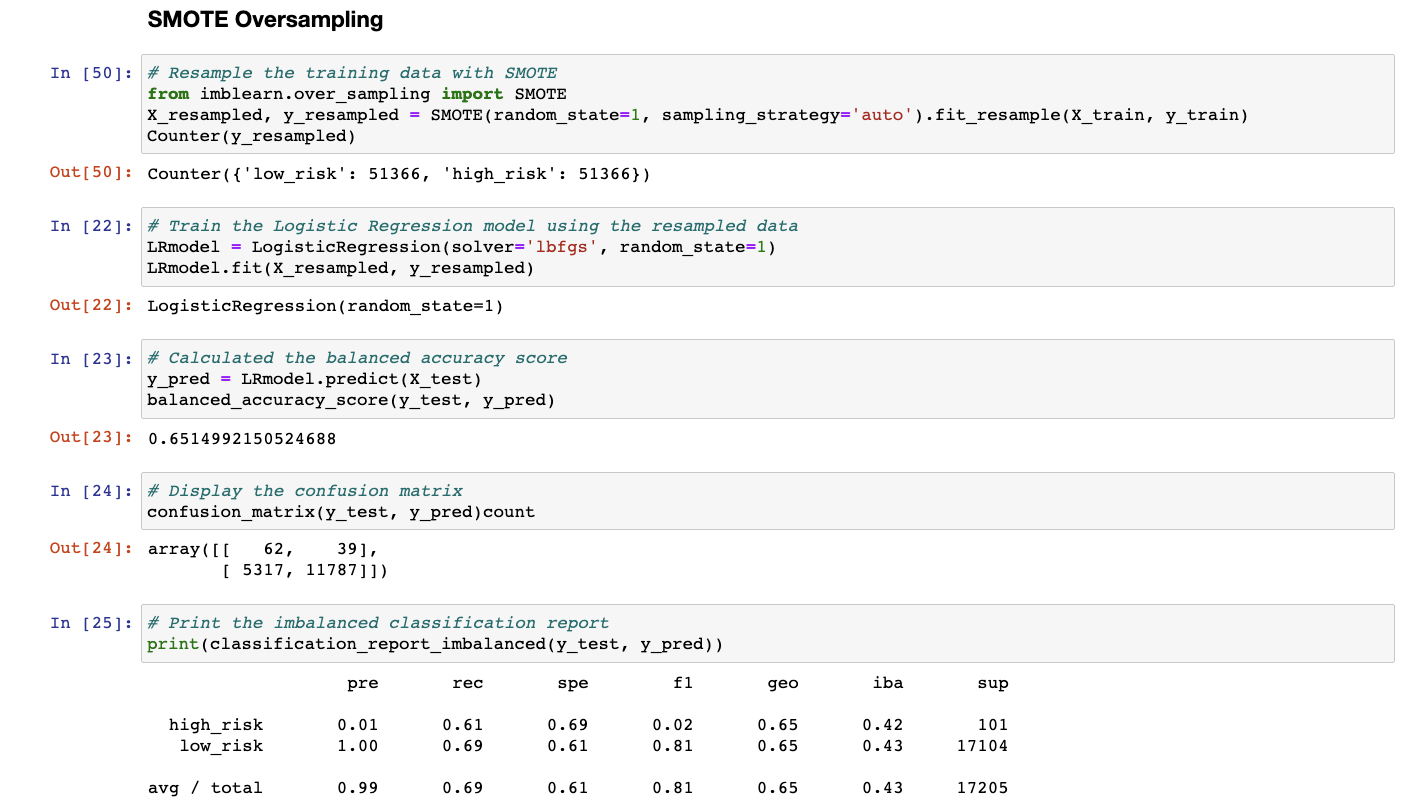 SMOTE Oversampling
In [50]: # Resample the training data with SMOTE
from imblearn.over_sampling import SMOTE
X_resampled, y_resampled = SMOTE(random_state=1, sampling_strategy='auto').fit_resample(X_train, y_train)
Counter(y_resampled)
Out[50]: Counter({'low_risk': 51366, 'high_risk': 51366})
In [22]: # Train the Logistic Regression model using the resampled data
LRmodel = LogisticRegression(solver='lbfgs', random_state=1)
LRmodel.fit(X_resampled, y_resampled)
Out[22]: LogisticRegression(random_state=1)
In [23]: # Calculated the balanced accuracy score
y_pred = LRmodel.predict(X_test)
balanced_accuracy_score(y_test, y_pred)
Out[23]: 0.6514992150524688
In [24]: # Display the confusion matrix
confusion_matrix(y_test, y_pred)count
Out[24]: array([[   62,    39],
       [ 5317, 11787]])
In [25]: # Print the imbalanced classification report
print(classification_report_imbalanced(y_test, y_pred))
                   pre       rec       spe        f1       geo       iba       sup
  high_risk       0.01      0.61      0.69      0.02      0.65      0.42       101
   low_risk       1.00      0.69      0.61      0.81      0.65      0.43     17104
avg / total       0.99      0.69      0.61      0.81      0.65      0.43     17205